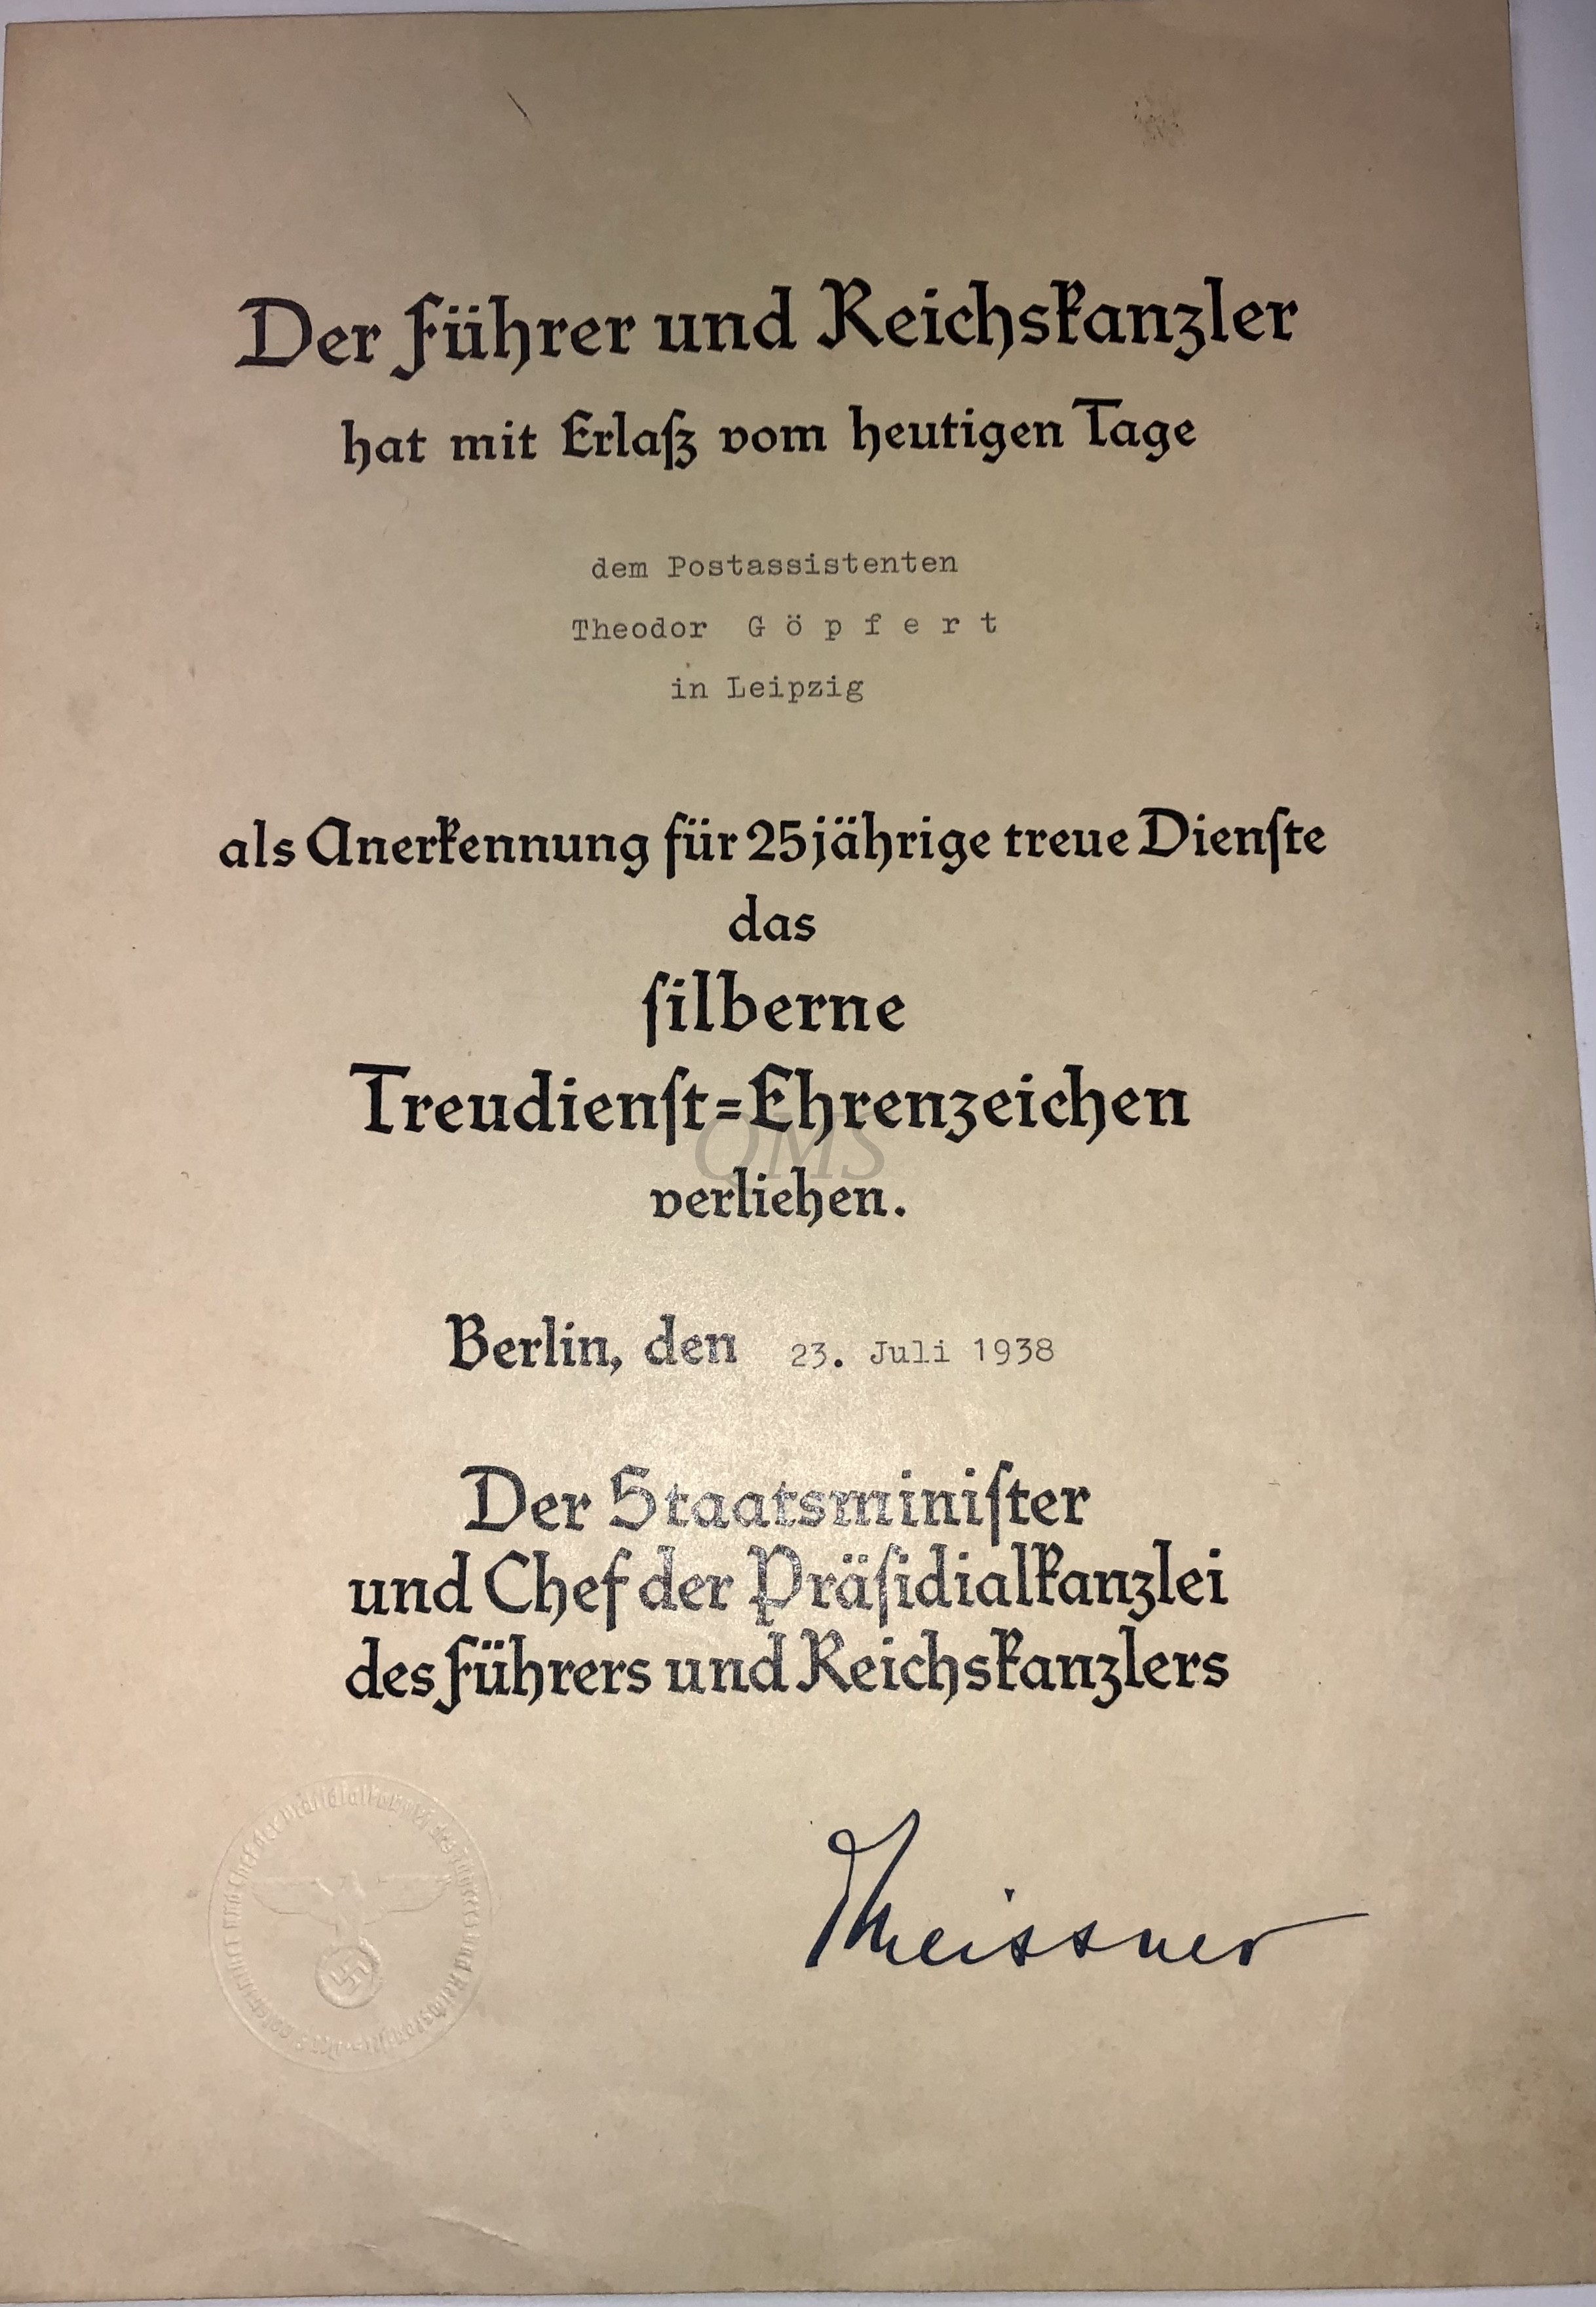 Der Führer und Reichskanzler
hat mit Erlaß vom heutigen Tage
dem Postassistenten
Theodor Göpfert
in Leipzig
als Anerkennung für 25jährige treue Dienſte
das
ſilberne
Treudienſt=Ehrenzeichen
QMS
verliehen.
Berlin, den 23. Juli 1938
Der Staatsminiſter
und Chef der Präſidialkanzlei
des Führers und Reichskanzlers
Meissner